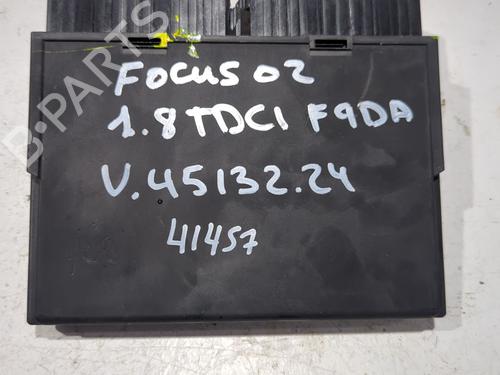 FOCUS 02
1.8 TDCI F9DA
V.45132.24
41457
B-PARTS